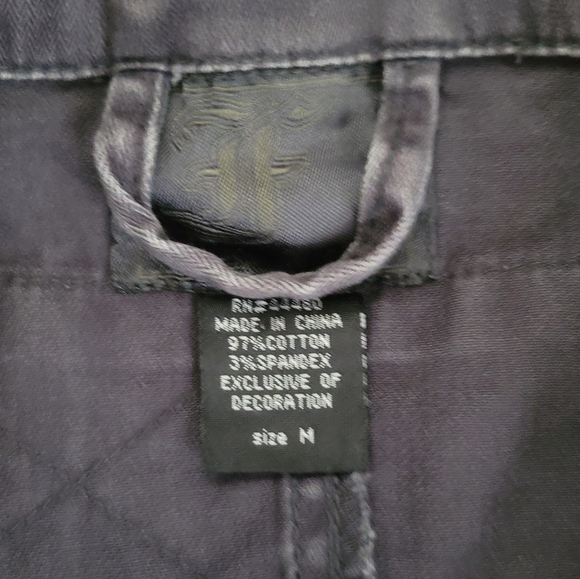 MADE IN CHINA
97%COTTON
3%SPANDEX
EXCLUSIVE OF
DECORATION
size M